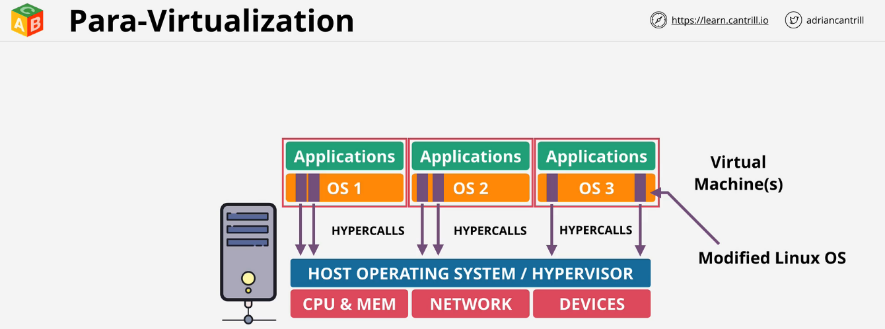 CAB
Para-Virtualization
https://learn.cantrill.io
adriancantrill
Applications
Applications
Applications
OS 1
OS 2
OS 3
Virtual
Machine(s)
HYPERCALLS
HYPERCALLS
HYPERCALLS
Modified Linux OS
HOST OPERATING SYSTEM / HYPERVISOR
CPU & MEM
NETWORK
DEVICES